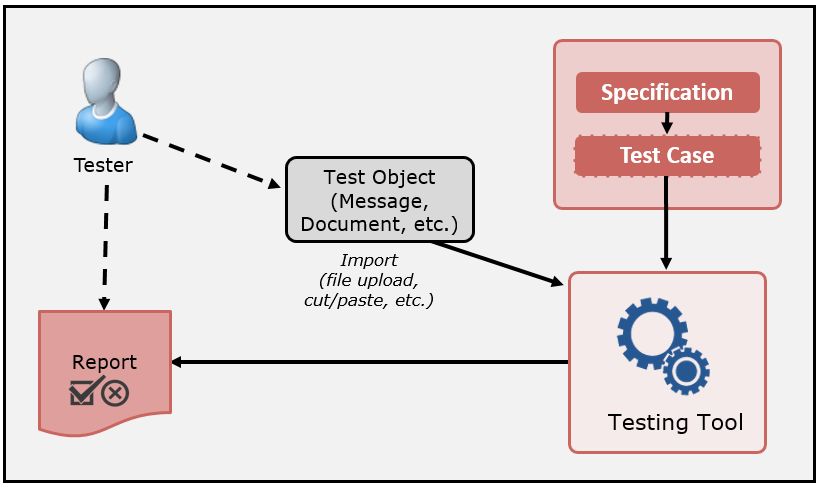 Specification
Test Case
Tester
Test Object
(Message,
Document, etc.)
Import
(file upload,
cut/paste, etc.)
Report
Testing Tool